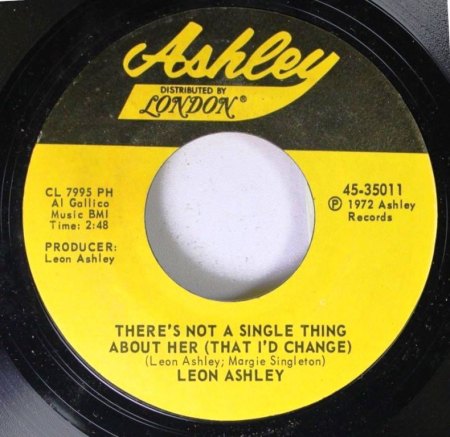 Ashley
DISTRIBUTED BY
LONDON®
CL 7995 PH
Al Gallico
Music BMI
Time: 2:48
PRODUCER:
Leon Ashley
45-35011
℗ 1972 Ashley
Records
THERE'S NOT A SINGLE THING
ABOUT HER (THAT I'D CHANGE)
(Leon Ashley; Margie Singleton)
LEON ASHLEY